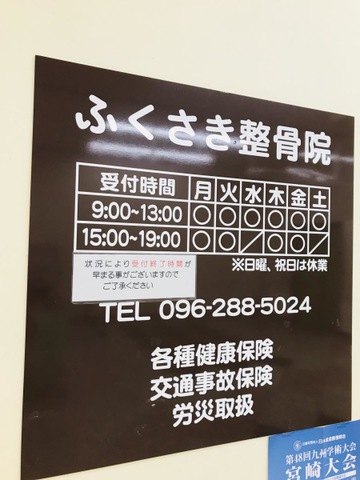 ふくさき整骨院
受付時間 月 火 水 木 金 土
9:00~13:00 ○ ○ ○ ○ ○ ○
15:00~19:00 ○ ○ / ○ ○ /
※日曜、祝日は休業
状況により受付終了時間が
早まる事がございますので
ご了承ください
TEL 096-288-5024
各種健康保険
交通事故保険
労災取扱
第48回九州学術大会
宮崎大会